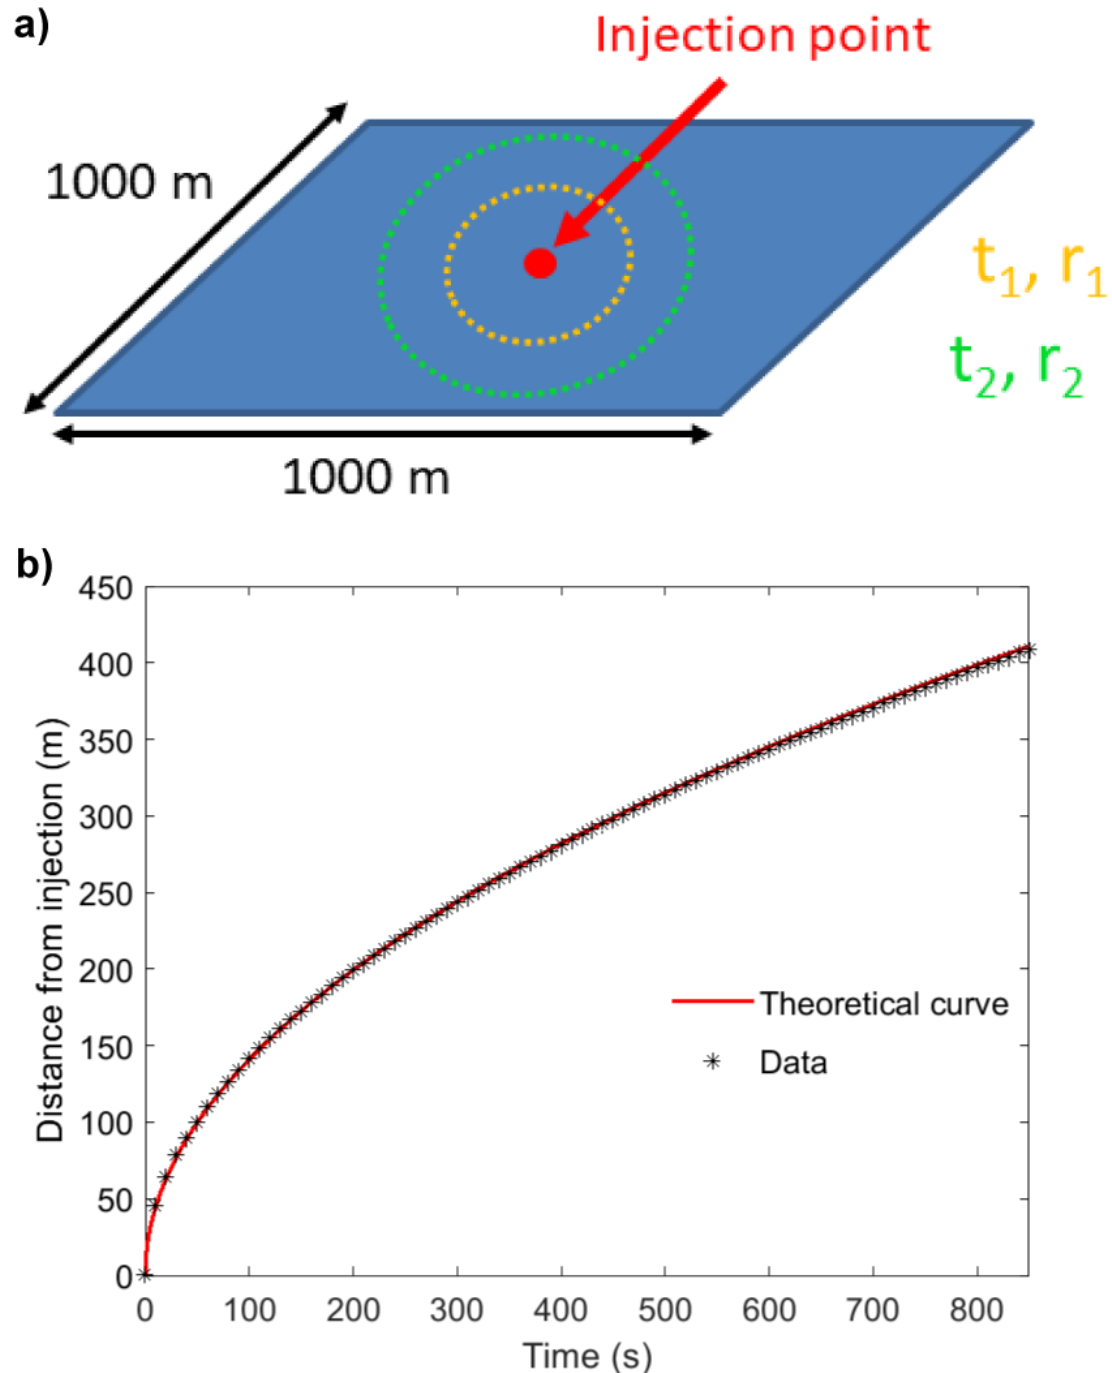 a)
Injection point
1000 m
t1, r1
t2, r2
1000 m
b)
450
400
350
300
250
200
150
100
50
0
Distance from injection (m)
Theoretical curve
Data
0 100 200 300 400 500 600 700 800
Time (s)